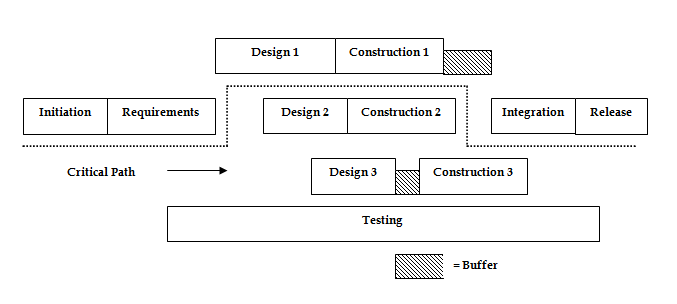 Design 1 Construction 1
Initiation Requirements Design 2 Construction 2 Integration Release
Critical Path Design 3 Construction 3
Testing
= Buffer